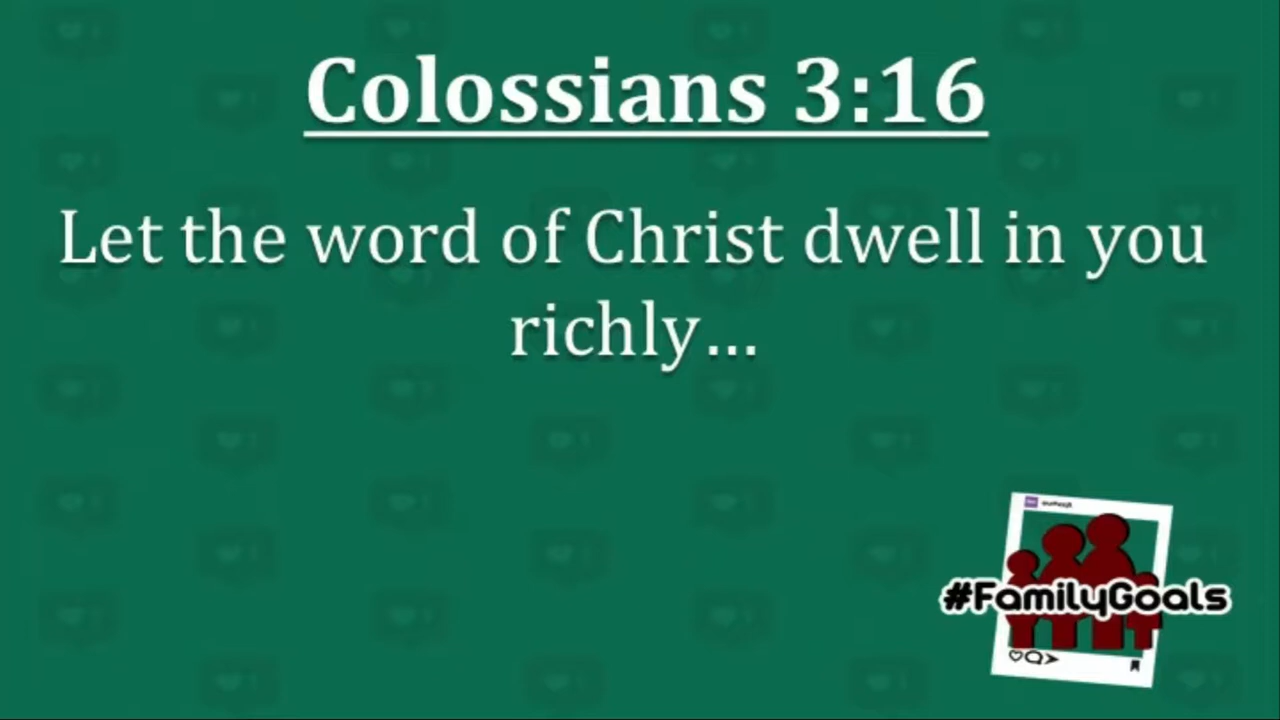 Colossians 3:16
Let the word of Christ dwell in you
richly...
#FamilyGoals